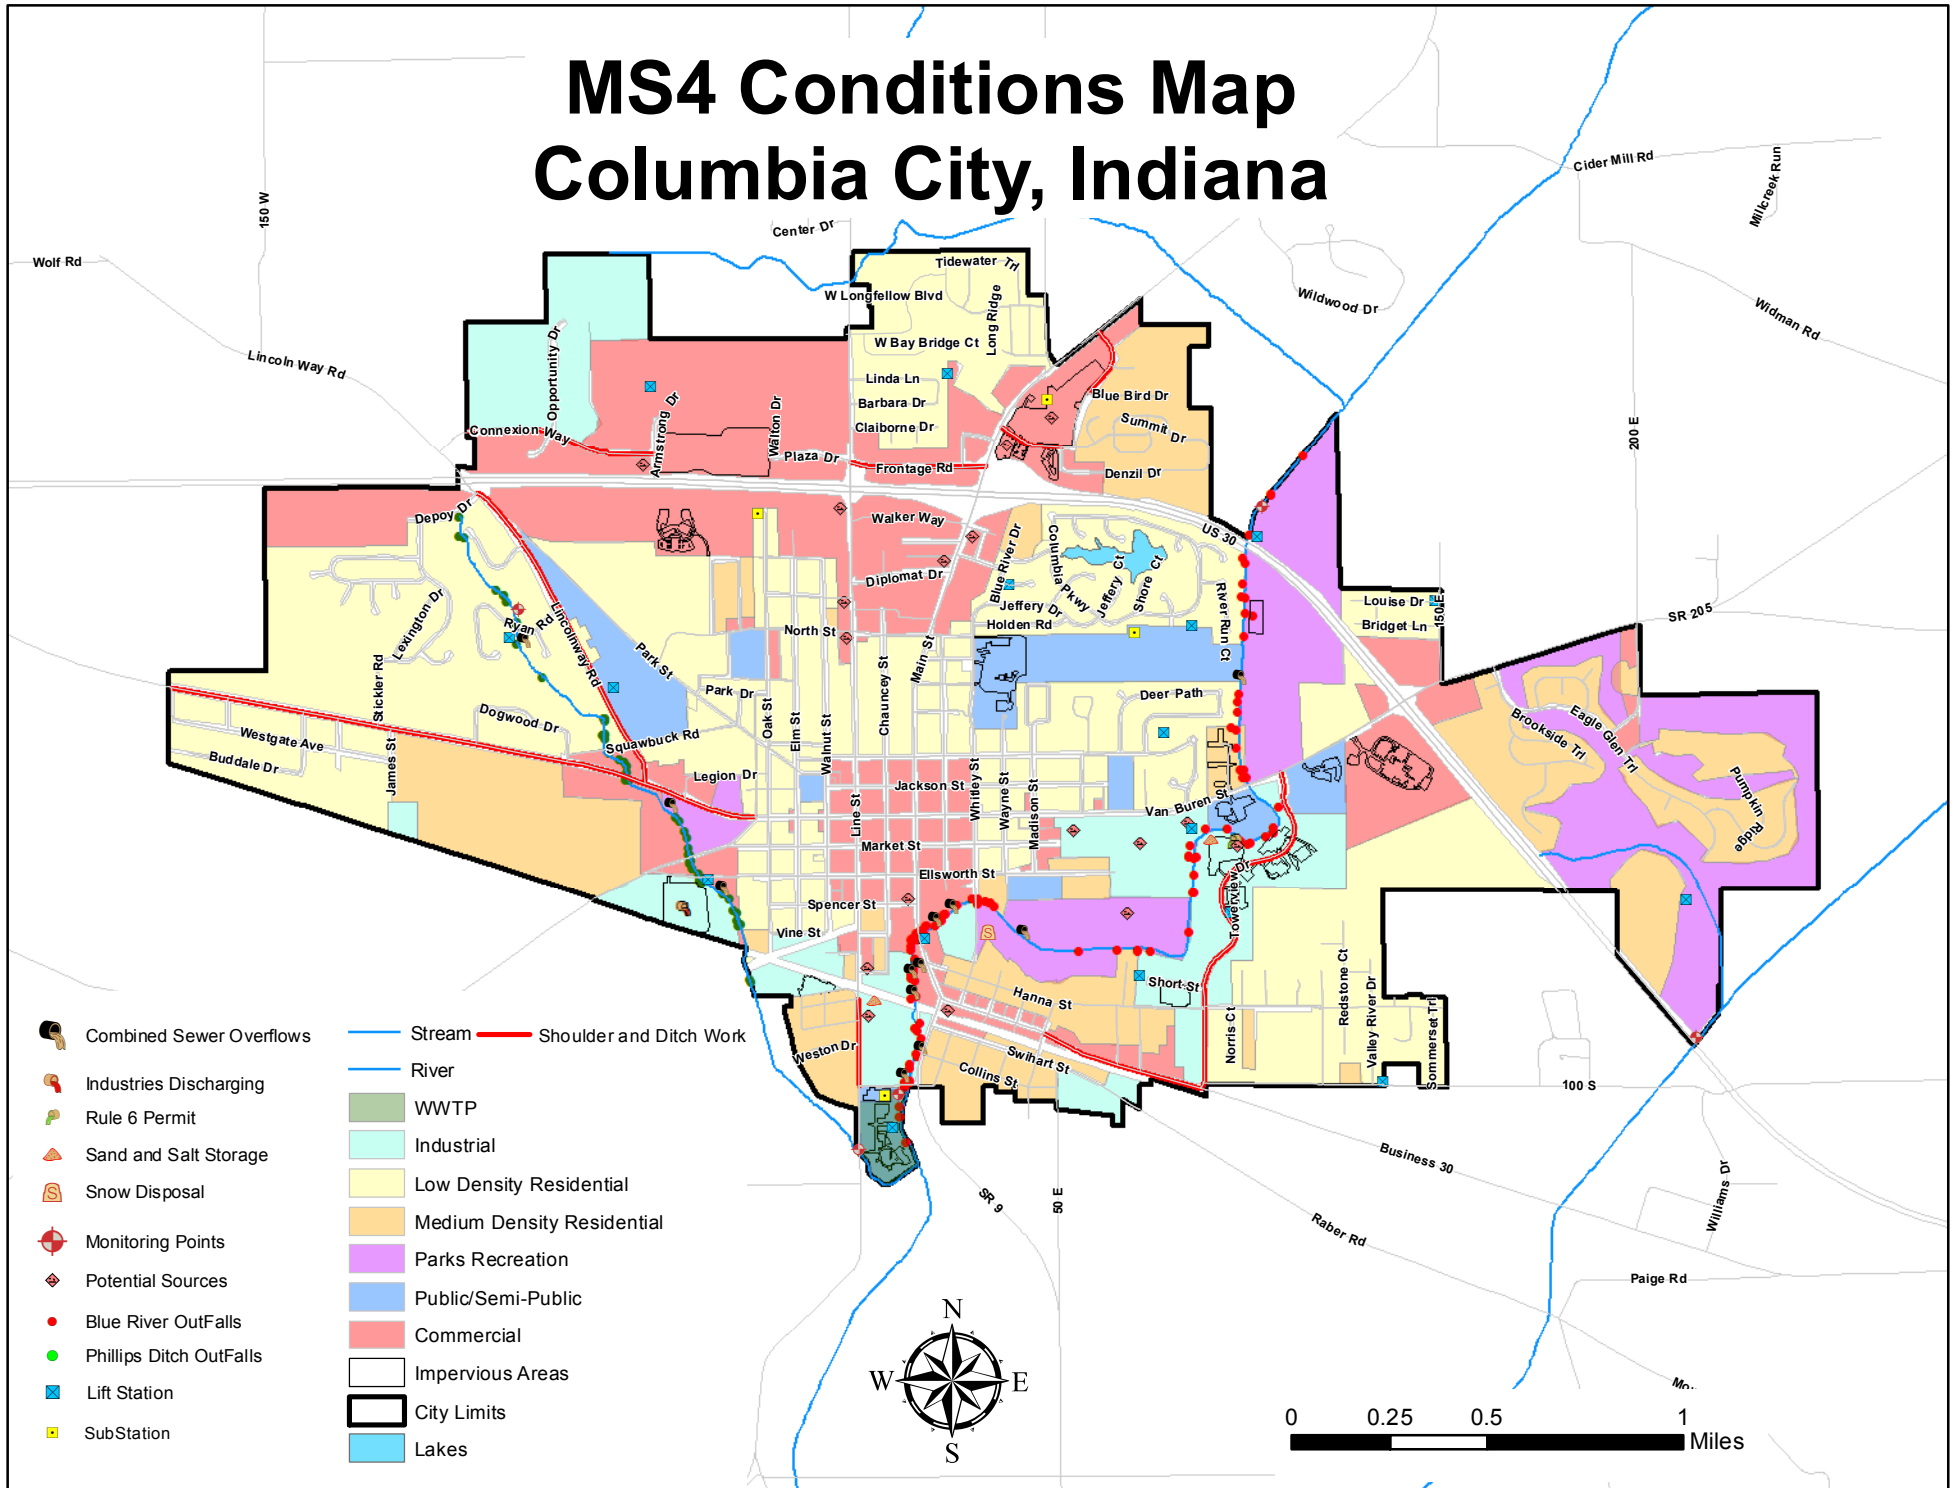 MS4 Conditions Map
Columbia City, Indiana
Cider Mill Rd
Millcreek Run
150 W
Center Dr
Wolf Rd
Tidewater Trl
W Longfellow Blvd
Long Ridge
Wildwood Dr
Widman Rd
W Bay Bridge Ct
Lincoln Way Rd
Opportunity Dr
Linda Ln
Barbara Dr
Claiborne Dr
Blue Bird Dr
Summit Dr
Armstrong Dr
Walton Dr
Connexion Way
Plaza Dr
Frontage Rd
Denzil Dr
200 E
Depoy Dr
Walker Way
US 30
Blue River Dr
Columbia Pkwy
Jeffery Ct
Shore Ct
Diplomat Dr
Jeffery Dr
River Run Ct
Louise Dr
150 E
SR 205
Bridget Ln
Lexington Dr
Ryan Rd
Lincolnway Rd
North St
Holden Rd
Park St
Main St
Chauncey St
Stickler Rd
Park Dr
Deer Path
Oak St
Elm St
Walnut St
Dogwood Dr
Squawbuck Rd
Westgate Ave
Buddale Dr
James St
Legion Dr
Brookside Trl
Eagle Glen Trl
Pumpkin Ridge
Jackson St
Line St
Whitley St
Wayne St
Madison St
Van Buren St
Market St
Ellsworth St
Towerview Dr
Spencer St
Vine St
Short St
Hanna St
Redstone Ct
Valley River Dr
Sommerset Trl
Norris Ct
Weston Dr
Swihart St
Collins St
100 S
Business 30
Williams Dr
SR 9
50 E
Raber Rd
Paige Rd
Combined Sewer Overflows
Industries Discharging
Rule 6 Permit
Sand and Salt Storage
S Snow Disposal
Monitoring Points
Potential Sources
Blue River OutFalls
Phillips Ditch OutFalls
Lift Station
SubStation
Stream
Shoulder and Ditch Work
River
WWTP
Industrial
Low Density Residential
Medium Density Residential
Parks Recreation
Public/Semi-Public
Commercial
Impervious Areas
City Limits
Lakes
N
W E
S
0 0.25 0.5 1
Miles